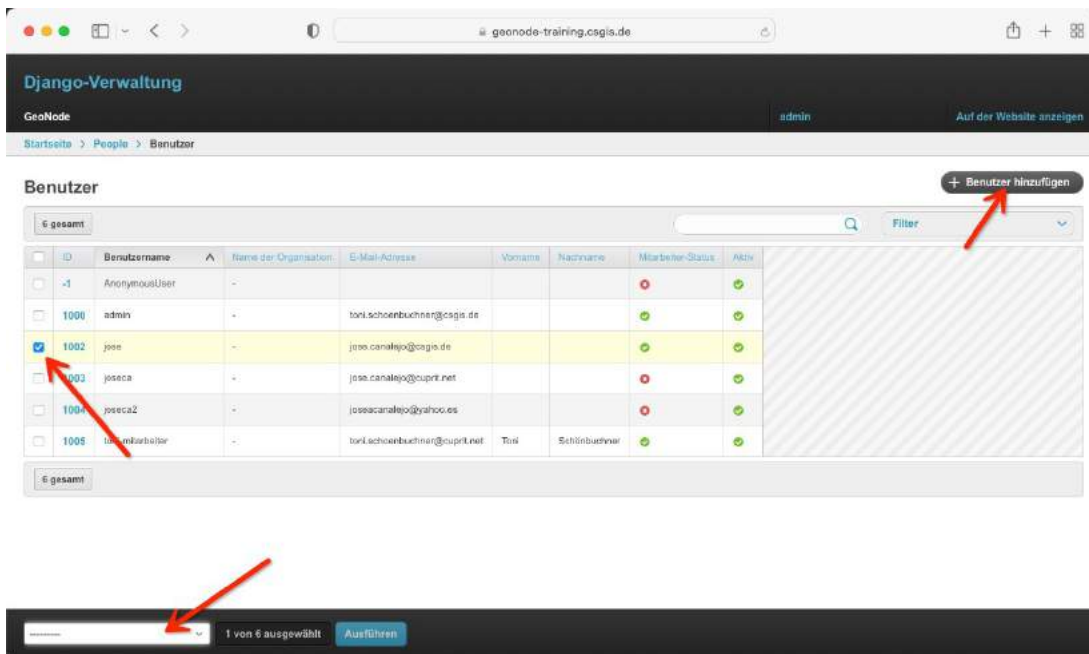 geonode-training.csgis.de
Django-Verwaltung
GeoNode admin Auf der Website anzeigen
Startseite > People > Benutzer
Benutzer
+ Benutzer hinzufügen
6 gesamt Filter
ID Benutzername Name der Organisation E-Mail-Adresse Vorname Nachname Mitarbeiter-Status Aktiv
-1 AnonymousUser -
1000 admin - toni.schoenbuchner@csgis.de
1002 jose - jose.canalejo@csgis.de
1003 joseca - jose.canalejo@cuprit.net
1004 joseca2 - joseacanalejo@yahoo.es
1005 toni.mitarbeiter - toni.schoenbuchner@cuprit.net Toni Schönbuchner
6 gesamt
--------- 1 von 6 ausgewählt Ausführen